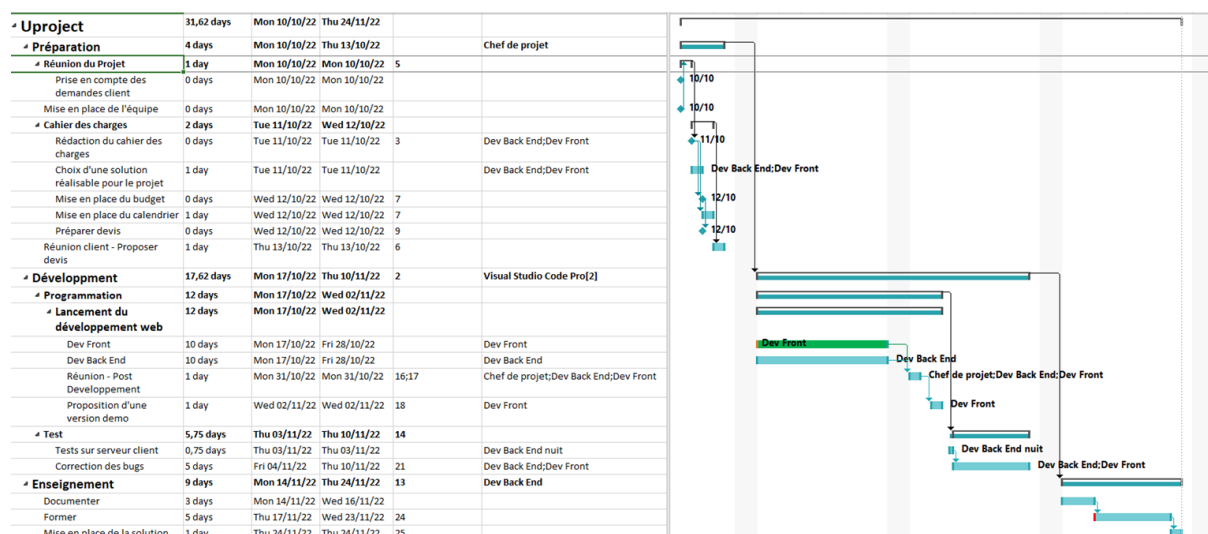 Uproject 31,62 days Mon 10/10/22 Thu 24/11/22
Préparation 4 days Mon 10/10/22 Thu 13/10/22 Chef de projet
Réunion du Projet 1 day Mon 10/10/22 Mon 10/10/22 5
Prise en compte des 0 days Mon 10/10/22 Mon 10/10/22 10/10
demandes client
Mise en place de l'équipe 0 days Mon 10/10/22 Mon 10/10/22 10/10
Cahier des charges 2 days Tue 11/10/22 Wed 12/10/22
Rédaction du cahier des 0 days Tue 11/10/22 Tue 11/10/22 3 Dev Back End;Dev Front 11/10
charges
Choix d'une solution 1 day Tue 11/10/22 Tue 11/10/22 Dev Back End;Dev Front Dev Back End;Dev Front
réalisable pour le projet
Mise en place du budget 0 days Wed 12/10/22 Wed 12/10/22 7 12/10
Mise en place du calendrier 1 day Wed 12/10/22 Wed 12/10/22 7
Préparer devis 0 days Wed 12/10/22 Wed 12/10/22 9 12/10
Réunion client - Proposer 1 day Thu 13/10/22 Thu 13/10/22 6
devis
Développment 17,62 days Mon 17/10/22 Thu 10/11/22 2 Visual Studio Code Pro[2]
Programmation 12 days Mon 17/10/22 Wed 02/11/22
Lancement du 12 days Mon 17/10/22 Wed 02/11/22
développement web
Dev Front 10 days Mon 17/10/22 Fri 28/10/22 Dev Front Dev Front
Dev Back End 10 days Mon 17/10/22 Fri 28/10/22 Dev Back End Dev Back End
Réunion - Post 1 day Mon 31/10/22 Mon 31/10/22 16;17 Chef de projet;Dev Back End;Dev Front Chef de projet;Dev Back End;Dev Front
Developpement
Proposition d'une 1 day Wed 02/11/22 Wed 02/11/22 18 Dev Front Dev Front
version demo
Test 5,75 days Thu 03/11/22 Thu 10/11/22 14
Tests sur serveur client 0,75 days Thu 03/11/22 Thu 03/11/22 Dev Back End nuit Dev Back End nuit
Correction des bugs 5 days Fri 04/11/22 Thu 10/11/22 21 Dev Back End;Dev Front Dev Back End;Dev Front
Enseignement 9 days Mon 14/11/22 Thu 24/11/22 13 Dev Back End
Documenter 3 days Mon 14/11/22 Wed 16/11/22
Former 5 days Thu 17/11/22 Wed 23/11/22 24
Mise en place de la solution 1 day Thu 24/11/22 Thu 24/11/22 25